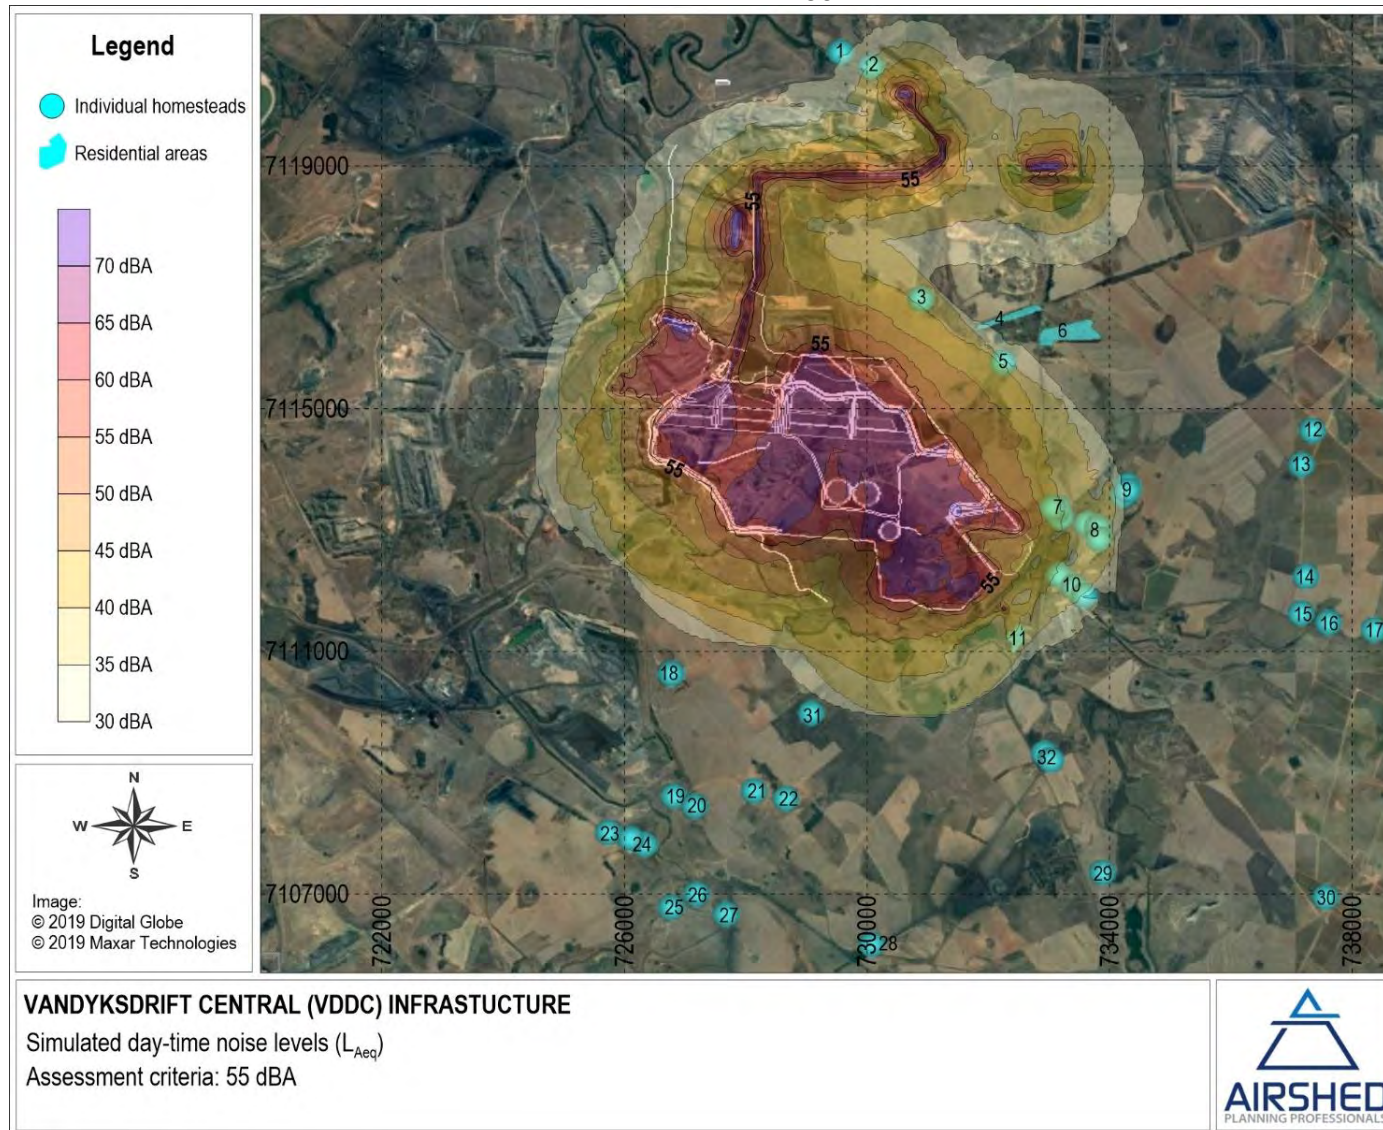 Legend
Individual homesteads
Residential areas
70 dBA
65 dBA
60 dBA
55 dBA
50 dBA
45 dBA
40 dBA
35 dBA
30 dBA
N
W
E
S
Image:
© 2019 Digital Globe
© 2019 Maxar Technologies
1
2
7119000
55
55
3
4
6
5
55
7115000
12
13
55
9
7
8
14
10
55
15
16
17
11
7111000
18
31
32
19
20
21
22
23
24
29
7107000
25
26
27
30
28
722000
726000
730000
734000
738000
VANDYKSDRIFT CENTRAL (VDDC) INFRASTUCTURE
Simulated day-time noise levels (LAeq)
Assessment criteria: 55 dBA
AIRSHED
PLANNING PROFESSIONALS